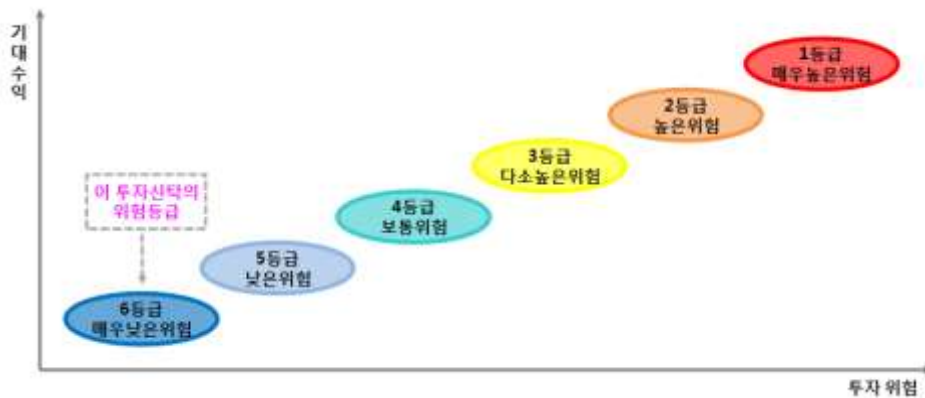 기대수익
1등급
매우높은위험
2등급
높은위험
3등급
다소높은위험
이 투자신탁의
위험등급
4등급
보통위험
5등급
낮은위험
6등급
매우낮은위험
투자 위험